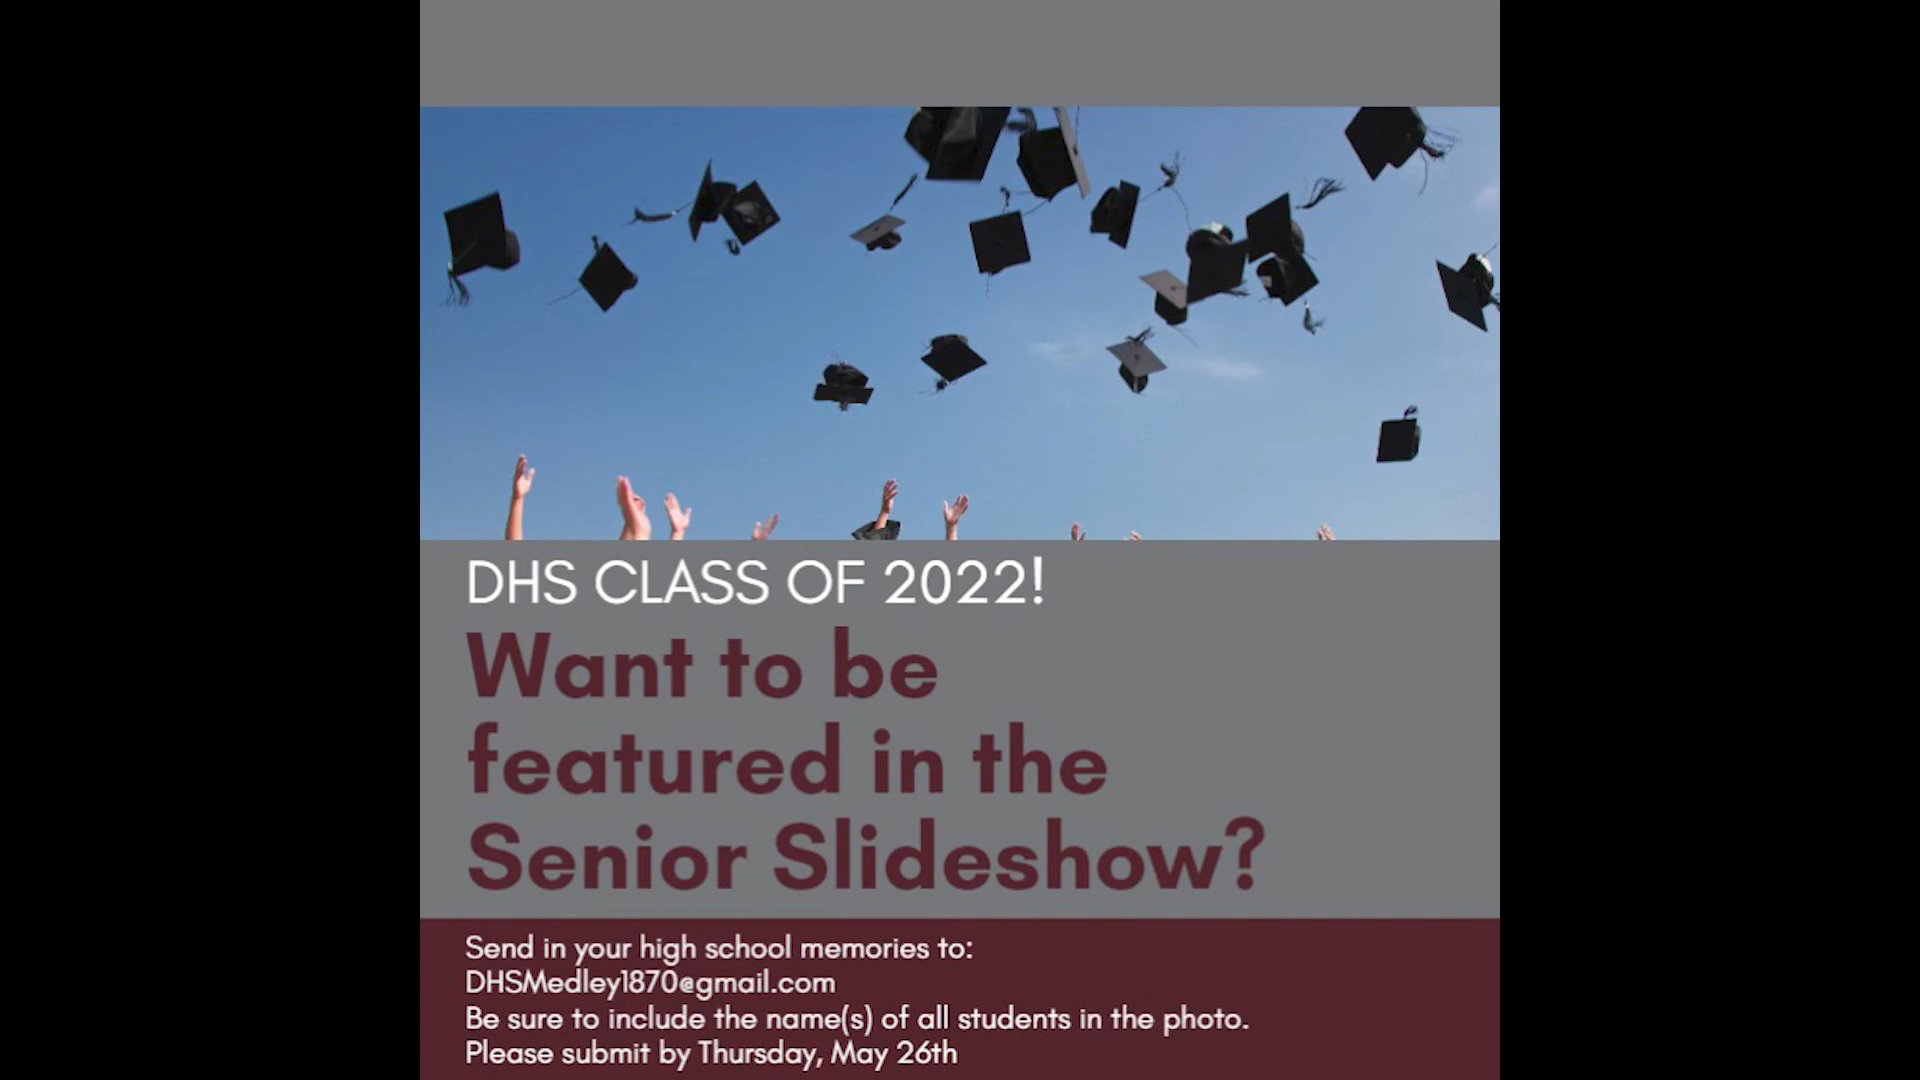 DHS CLASS OF 2022!
Want to be
featured in the
Senior Slideshow?
Send in your high school memories to:
DHSMedley1870@gmail.com
Be sure to include the name(s) of all students in the photo.
Please submit by Thursday, May 26th